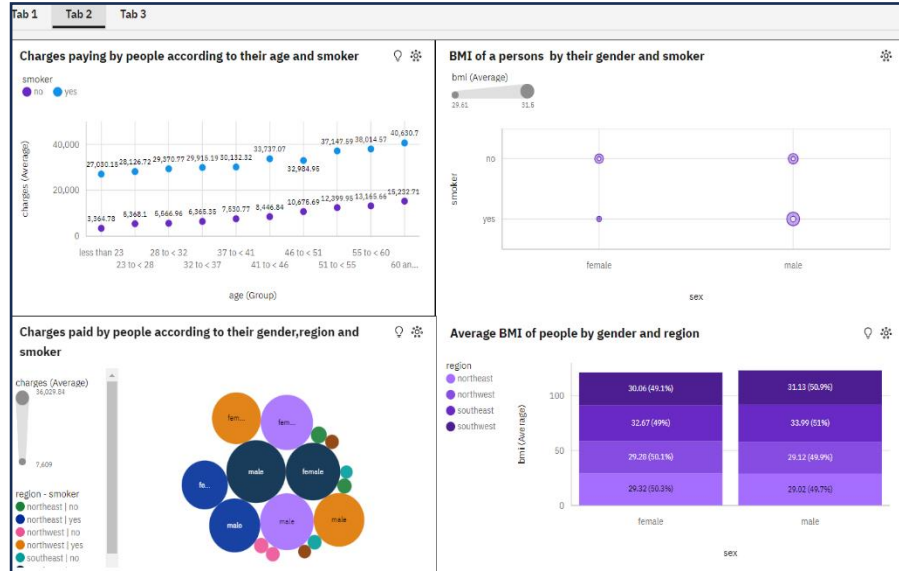 Tab 1 Tab 2 Tab 3
Charges paying by people according to their age and smoker
smoker
no yes
charges (Average)
40,000
20,000
0
27,030.18 28,126.72 29,370.77 29,915.19 30,132.32 33,737.07 32,984.95 37,147.59 38,014.57 40,630.7
3,364.78 5,368.1 5,566.96 6,365.35 7,530.77 8,446.84 10,675.69 12,399.95 13,165.66 15,232.71
less than 23 28 to < 32 37 to < 41 46 to < 51 55 to < 60
23 to < 28 32 to < 37 41 to < 46 51 to < 55 60 an...
age (Group)
BMI of a persons by their gender and smoker
bmi (Average)
29.61 31.5
smoker
no
yes
female male
sex
Charges paid by people according to their gender,region and
smoker
charges (Average)
36,029.84
7,609
region - smoker
northeast | no
northeast | yes
northwest | no
northwest | yes
southeast | no
fem... fem...
male female
fe...
male male male
Average BMI of people by gender and region
region
northeast
northwest
southeast
southwest
bmi (Average)
100
50
0
30.06 (49.1%) 31.13 (50.9%)
32.67 (49%) 33.99 (51%)
29.28 (50.1%) 29.12 (49.9%)
29.32 (50.3%) 29.02 (49.7%)
female male
sex